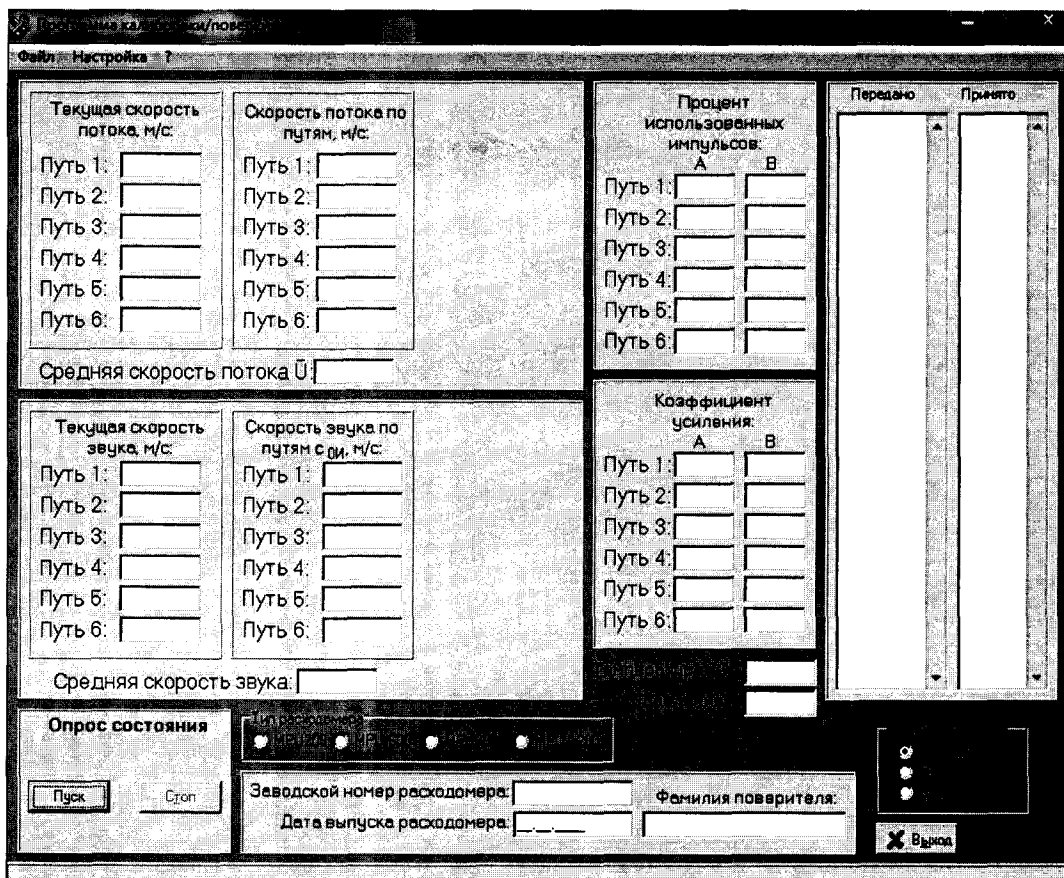 Файл Настройка ?
Текущая скорость
потока, м/с:
Путь 1:
Путь 2:
Путь 3:
Путь 4:
Путь 5:
Путь 6:
Скорость потока по
путям, м/с:
Путь 1:
Путь 2:
Путь 3:
Путь 4:
Путь 5:
Путь 6:
Средняя скорость потока Ū:
Текущая скорость
звука, м/с:
Путь 1:
Путь 2:
Путь 3:
Путь 4:
Путь 5:
Путь 6:
Скорость звука по
путям c ОИ, м/с:
Путь 1:
Путь 2:
Путь 3:
Путь 4:
Путь 5:
Путь 6:
Средняя скорость звука:
Процент
использованных
импульсов:
A B
Путь 1:
Путь 2:
Путь 3:
Путь 4:
Путь 5:
Путь 6:
Коэффициент
усиления:
A B
Путь 1:
Путь 2:
Путь 3:
Путь 4:
Путь 5:
Путь 6:
Передано Принято
Опрос состояния
Пуск Стоп
Тип расходомера
Заводской номер расходомера:
Дата выпуска расходомера: __.__.____
Фамилия поверителя:
Выход